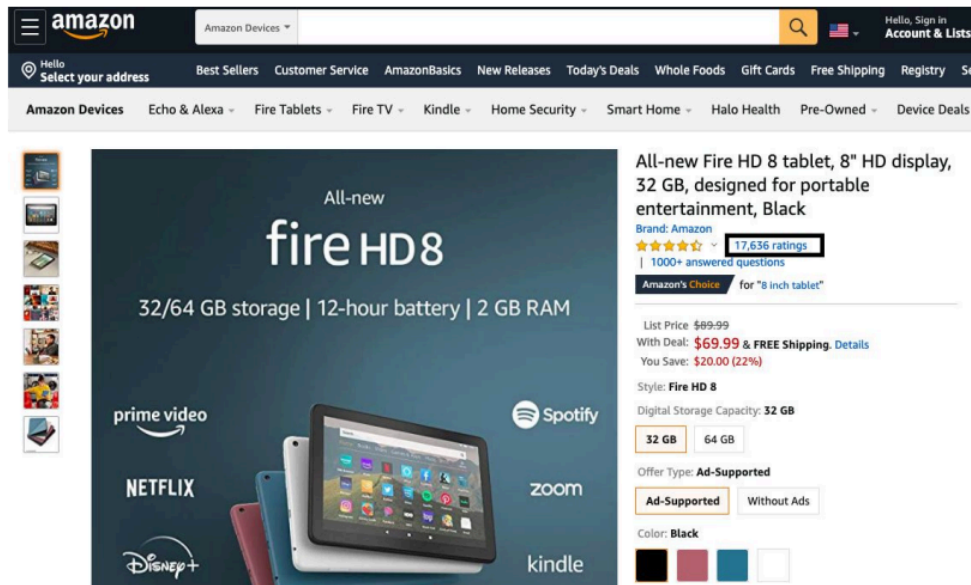 amazon
Amazon Devices
Hello, Sign in
Account & Lists
Hello
Select your address
Best Sellers Customer Service AmazonBasics New Releases Today's Deals Whole Foods Gift Cards Free Shipping Registry
Amazon Devices Echo & Alexa Fire Tablets Fire TV Kindle Home Security Smart Home Halo Health Pre-Owned Device Deals
All-new
fire HD 8
32/64 GB storage | 12-hour battery | 2 GB RAM
prime video
Spotify
NETFLIX
zoom
Disney+
kindle
All-new Fire HD 8 tablet, 8" HD display,
32 GB, designed for portable
entertainment, Black
Brand: Amazon
17,636 ratings
| 1000+ answered questions
Amazon's Choice for "8 inch tablet"
List Price $89.99
With Deal: $69.99 & FREE Shipping. Details
You Save: $20.00 (22%)
Style: Fire HD 8
Digital Storage Capacity: 32 GB
32 GB 64 GB
Offer Type: Ad-Supported
Ad-Supported Without Ads
Color: Black